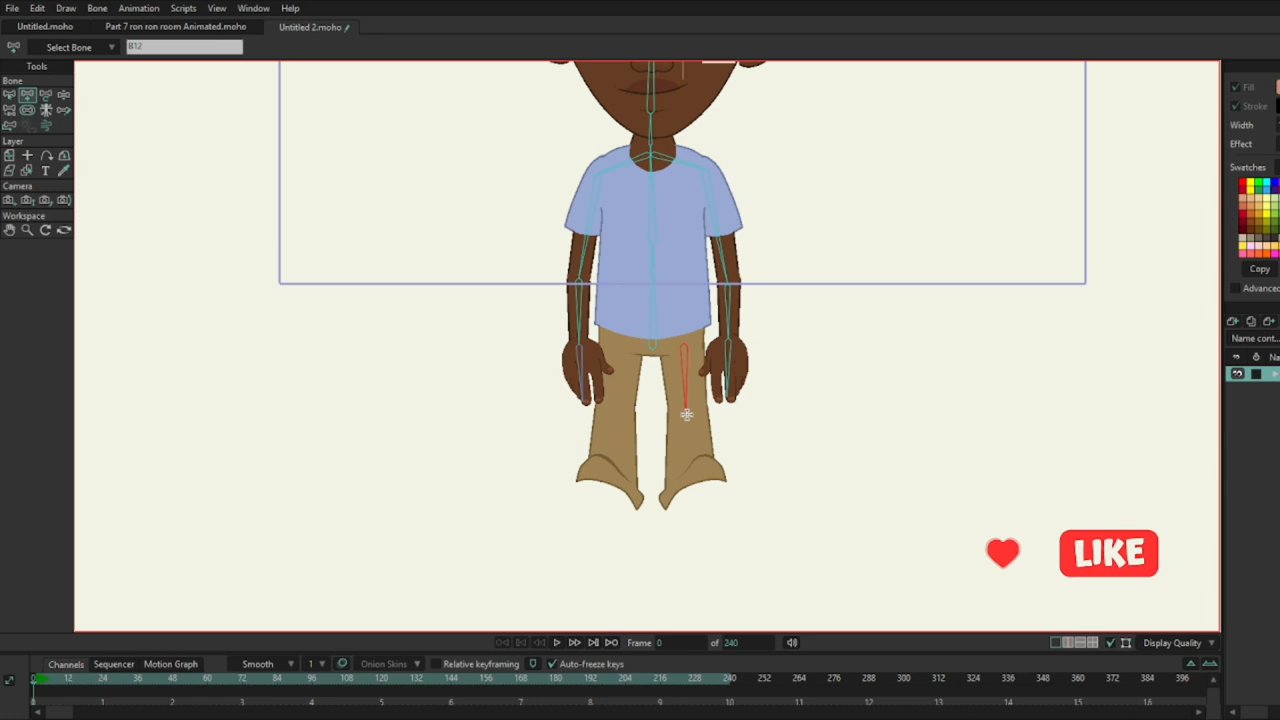 File Edit Draw Bone Animation Scripts View Window Help
Untitled.moho Part 7 ron ron room Animated.moho Untitled 2.moho
Select Bone B12
Tools
Bone
Layer
T
Camera
Workspace
Fill
Stroke
Width
Effect
Swatches
Copy
Advanced
Name cont...
LIKE
Frame 0 of 240 Display Quality
Channels Sequencer Motion Graph Smooth 1 Onion Skins Relative keyframing Auto-freeze keys
0 12 24 36 48 60 72 84 96 108 120 132 144 156 168 180 192 204 216 228 240 252 264 276 288 300 312 324 336 348 360 372 384 396
0 1 2 3 4 5 6 7 8 9 10 11 12 13 14 15 16